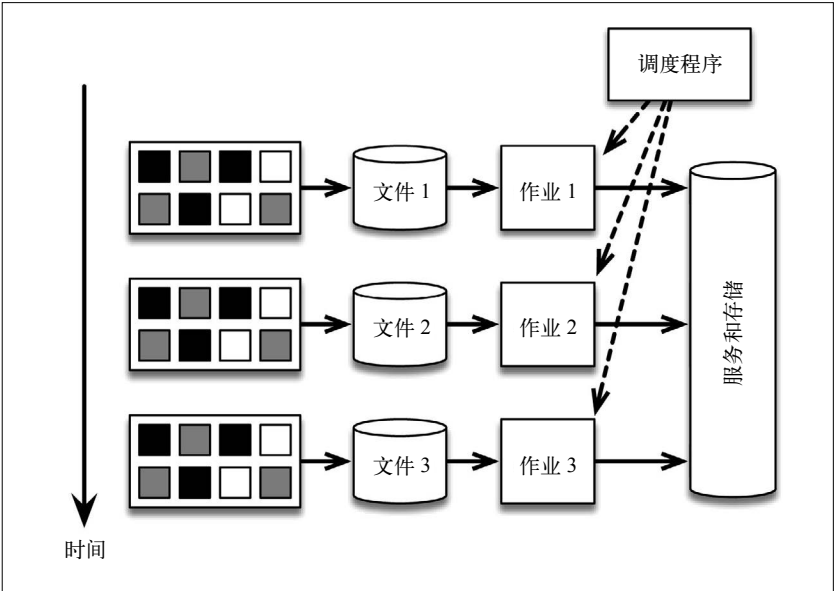 调度程序
文件 1
作业 1
文件 2
作业 2
服务和存储
文件 3
作业 3
时间